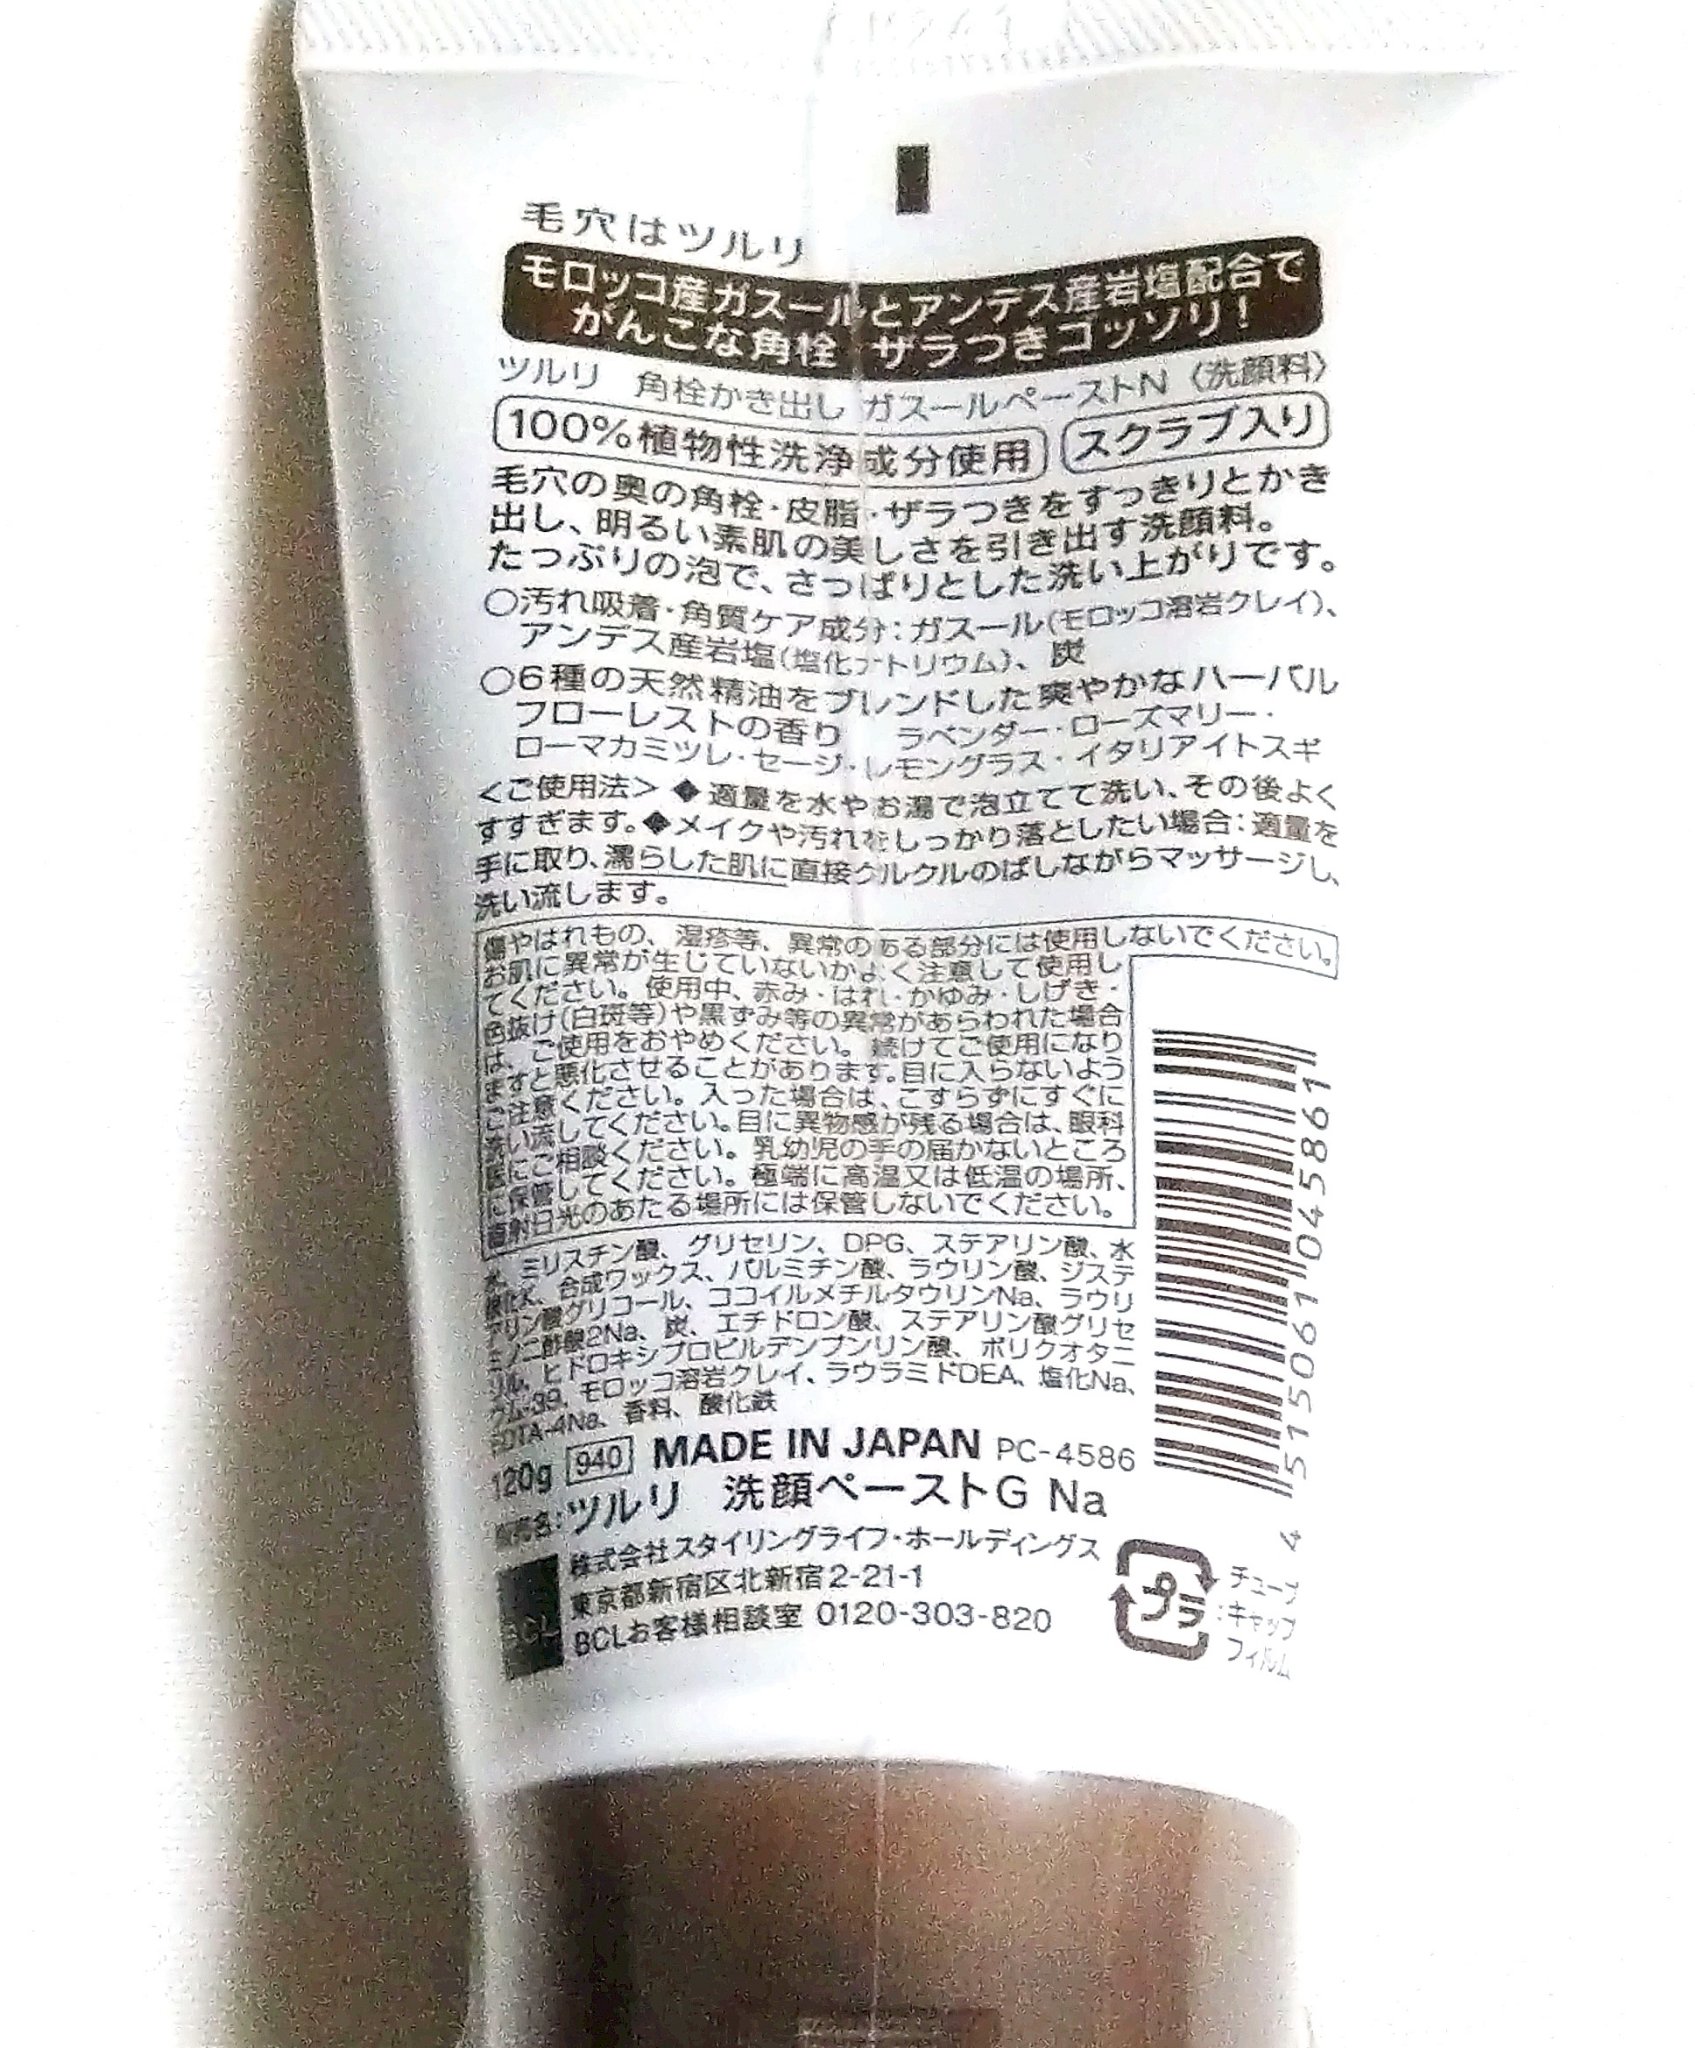 毛穴はツルリ
モロッコ産ガスールとアンデス産岩塩配合で
がんこな角栓 ザラつきゴッソリ!
ツルリ 角栓かき出し ガスールペーストN〈洗顔料〉
100%植物性洗浄成分使用 スクラブ入り
毛穴の奥の角栓・皮脂・ザラつきをすっきりとかき
出し、明るい素肌の美しさを引き出す洗顔料。
たっぷりの泡で、さっぱりとした洗い上がりです。
○汚れ吸着・角質ケア成分:ガスール(モロッコ溶岩クレイ)、
アンデス産岩塩(塩化ナトリウム)、炭
○6種の天然精油をブレンドした爽やかなハーバル
フローレストの香り ラベンダー・ローズマリー・
ローマカミツレ・セージ・レモングラス・イタリアイトスギ
<ご使用法>◆適量を水やお湯で泡立てて洗い、その後よく
すすぎます。◆メイクや汚れをしっかり落としたい場合:適量を
手に取り、濡らした肌に直接クルクルのばしながらマッサージし、
洗い流します。
傷やはれもの、湿疹等、異常のある部分には使用しないでください。
お肌に異常が生じていないかよく注意して使用し
てください。使用中、赤み・はれ・かゆみ・しげき・
色抜け(白斑等)や黒ずみ等の異常があらわれた場合
は、ご使用をおやめください。続けてご使用になり
ますと悪化させることがあります。目に入らないよう
ご注意ください。入った場合は、こすらずにすぐに
洗い流してください。目に異物感が残る場合は、眼科
医にご相談ください。乳幼児の手の届かないところ
に保管してください。極端に高温又は低温の場所、
直射日光のあたる場所には保管しないでください。
水、ミリスチン酸、グリセリン、DPG、ステアリン酸、水
酸化K、合成ワックス、パルミチン酸、ラウリン酸、ジステ
アリン酸グリコール、ココイルメチルタウリンNa、ラウリ
ミノ二酢酸2Na、炭、エチドロン酸、ステアリン酸グリセ
リル、ヒドロキシプロピルデンプンリン酸、ポリクオタニ
ウム-39、モロッコ溶岩クレイ、ラウラミドDEA、塩化Na、
EDTA-4Na、香料、酸化鉄
120g 940 MADE IN JAPAN PC-4586
販売名:ツルリ 洗顔ペーストG Na
株式会社スタイリングライフ・ホールディングス
東京都新宿区北新宿2-21-1
BCL BCLお客様相談室 0120-303-820
プラ
チューブ
:キャップ
フィルム
4 515061 045861